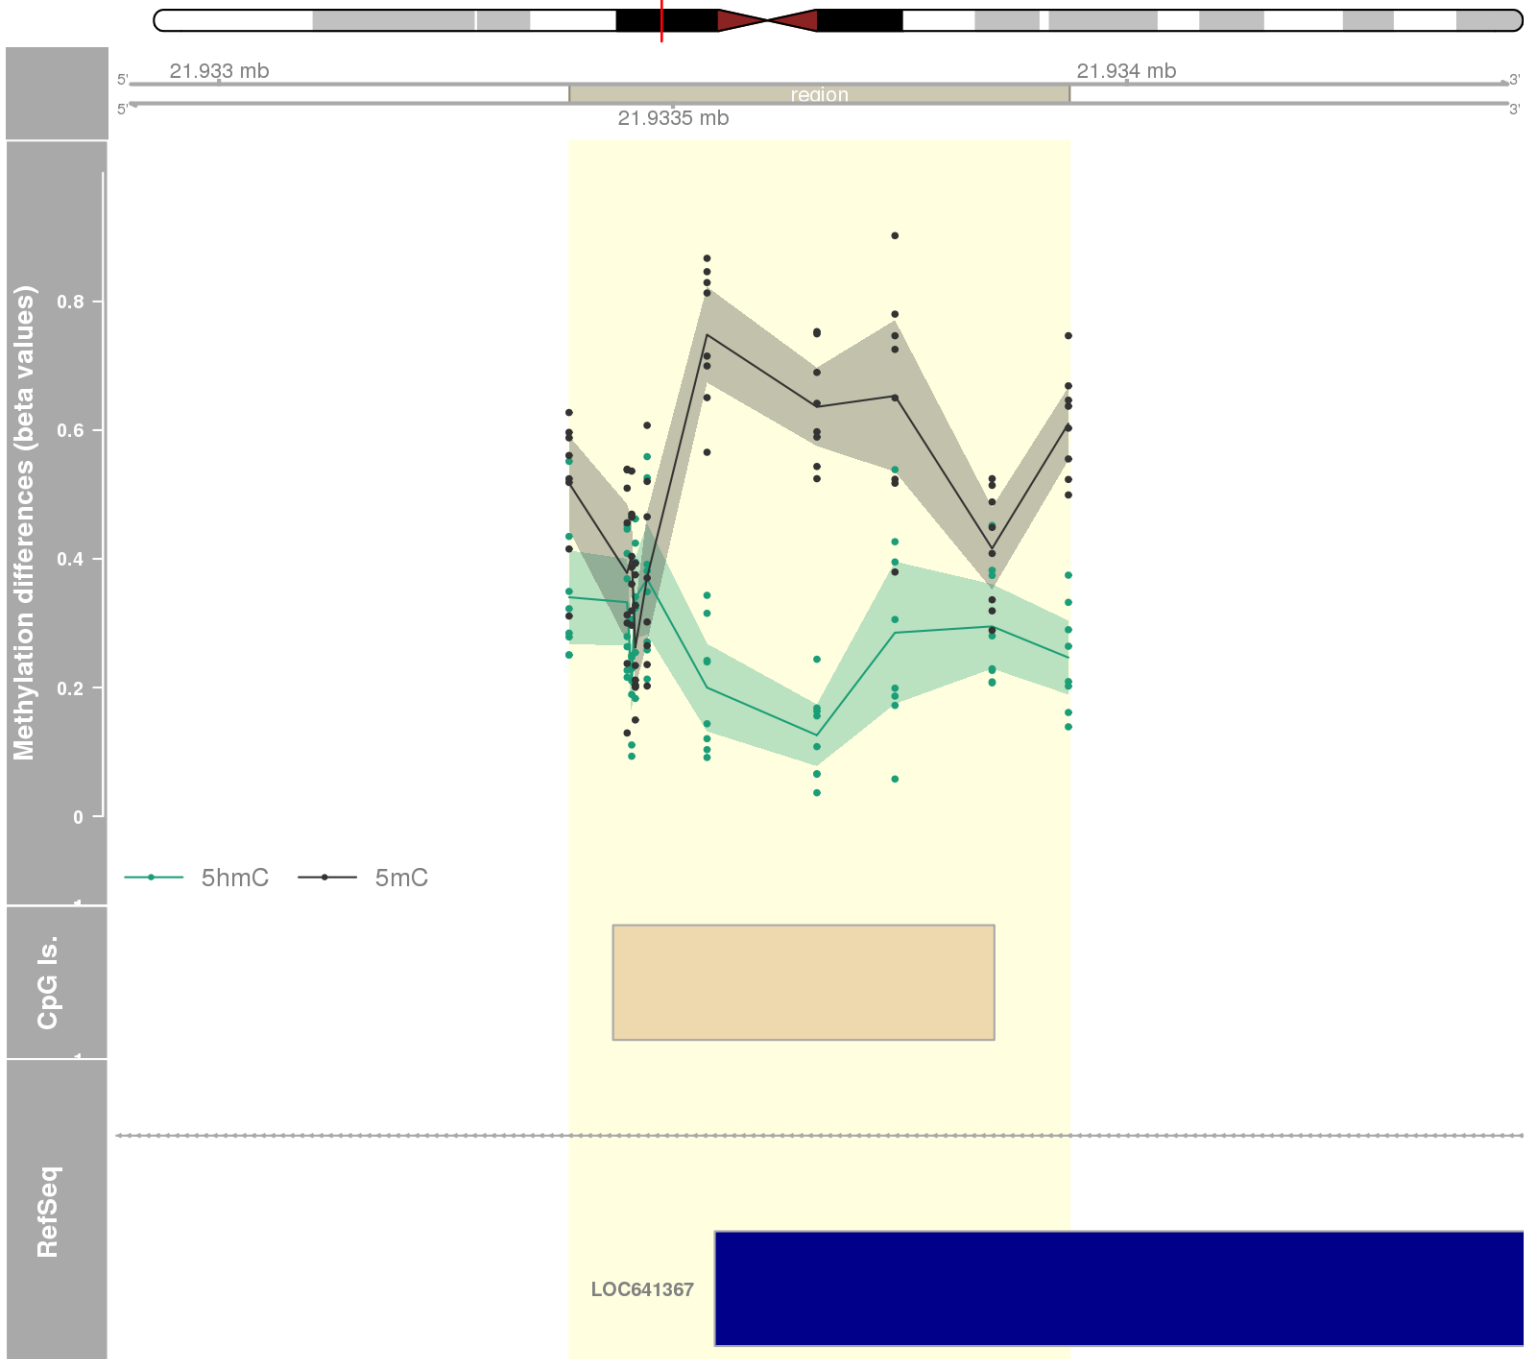 21.933 mb
21.934 mb
5'
3'
region
5'
3'
21.9335 mb
Methylation differences (beta values)
0.8
0.6
0.4
0.2
0
5hmC
5mC
CpG Is.
RefSeq
LOC641367